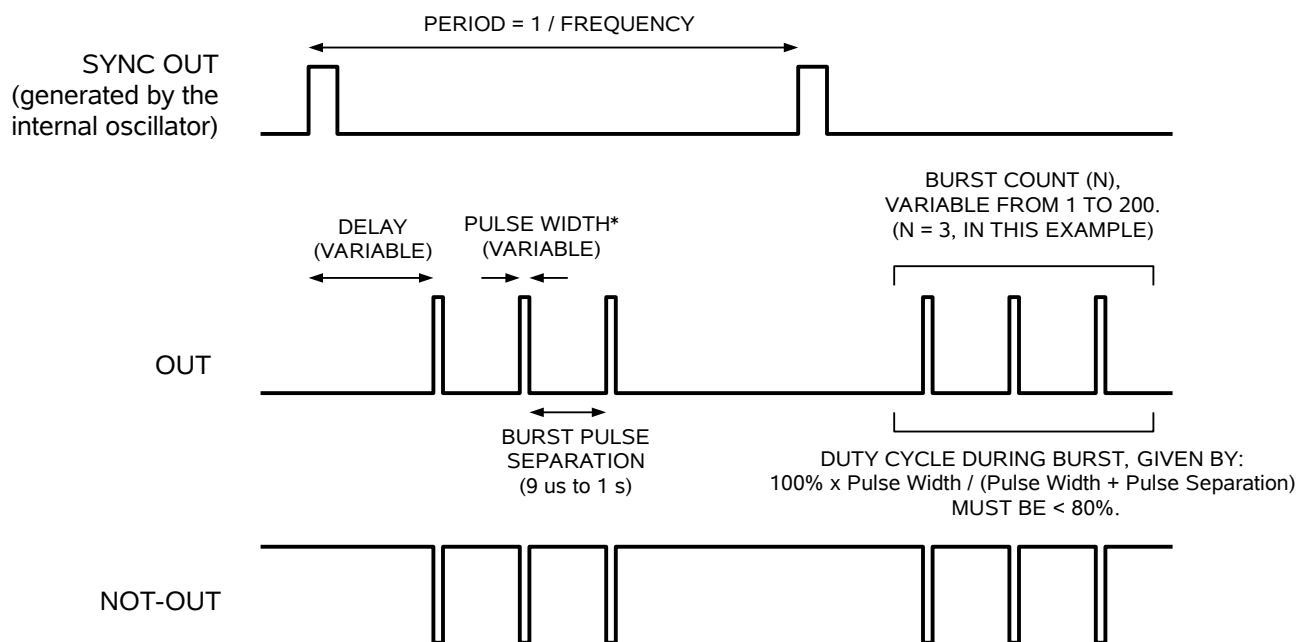 PERIOD = 1 / FREQUENCY
SYNC OUT
(generated by the
internal oscillator)
BURST COUNT (N),
VARIABLE FROM 1 TO 200.
(N = 3, IN THIS EXAMPLE)
DELAY
(VARIABLE)
PULSE WIDTH*
(VARIABLE)
OUT
BURST PULSE
SEPARATION
(9 us to 1 s)
DUTY CYCLE DURING BURST, GIVEN BY:
100% x Pulse Width / (Pulse Width + Pulse Separation)
MUST BE < 80%.
NOT-OUT